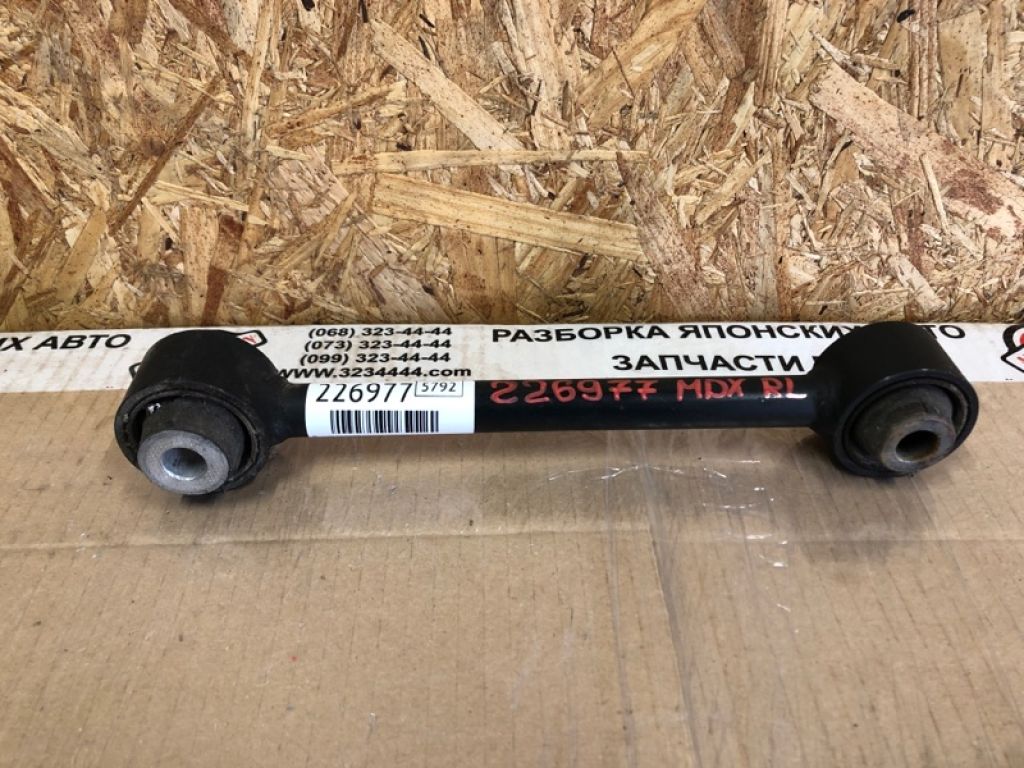 ИХ АВТО
(068) 323-44-44
(073) 323-44-44
(099) 323-44-44
www.3234444.com
РАЗБОРКА ЯПОНСКИХ АВТО
ЗАПЧАСТИ
226977 5792
226977 MDX RL